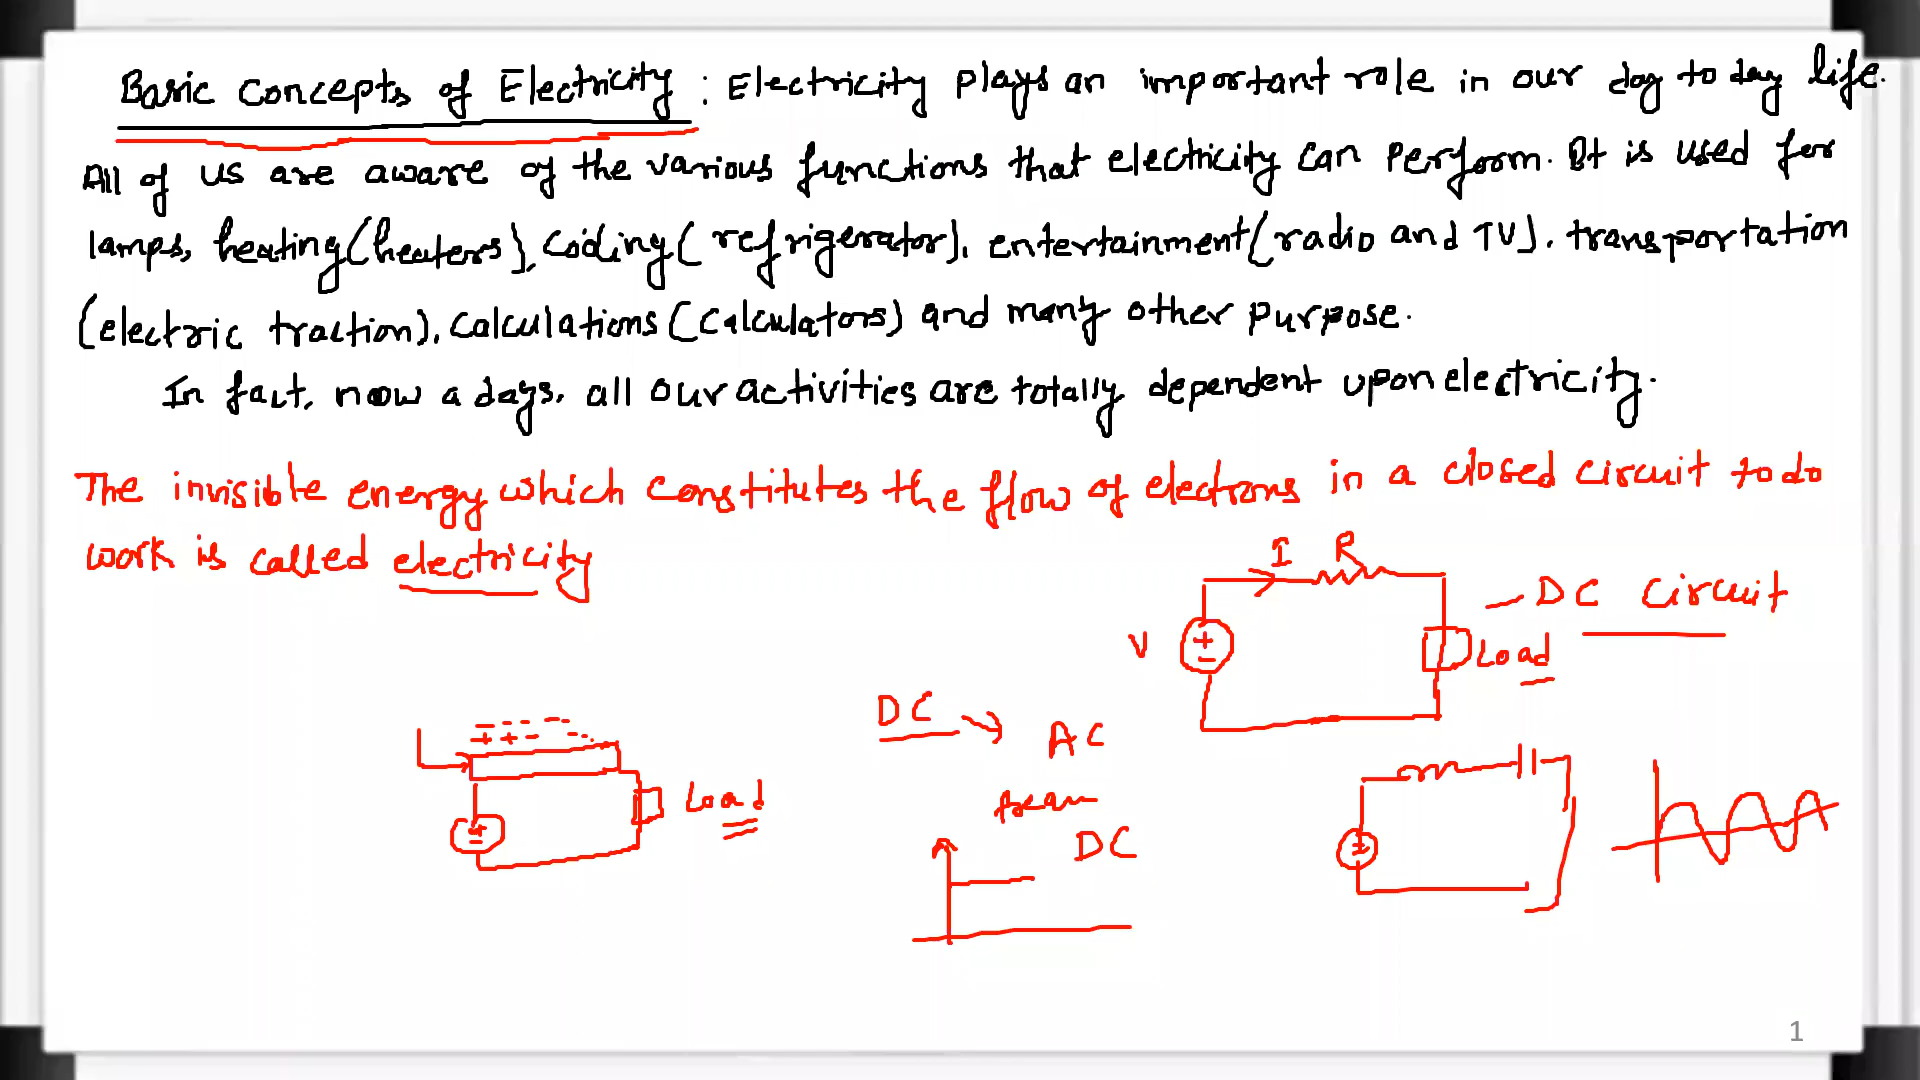 Basic Concepts of Electricity : Electricity plays an important role in our day to day life.
All of us are aware of the various functions that electricity can perform. It is used for
lamps, heating (heaters), Cooling (refrigerator), entertainment (radio and TV), transportation
(electric traction), calculations (calculators) and many other purpose.
In fact, now a days, all our activities are totally dependent upon electricity.
The invisible energy which constitutes the flow of electrons in a closed circuit to do
work is called electricity
I R
DC Circuit
V + -
Load
DC → AC
+ + -
Load
DC
1